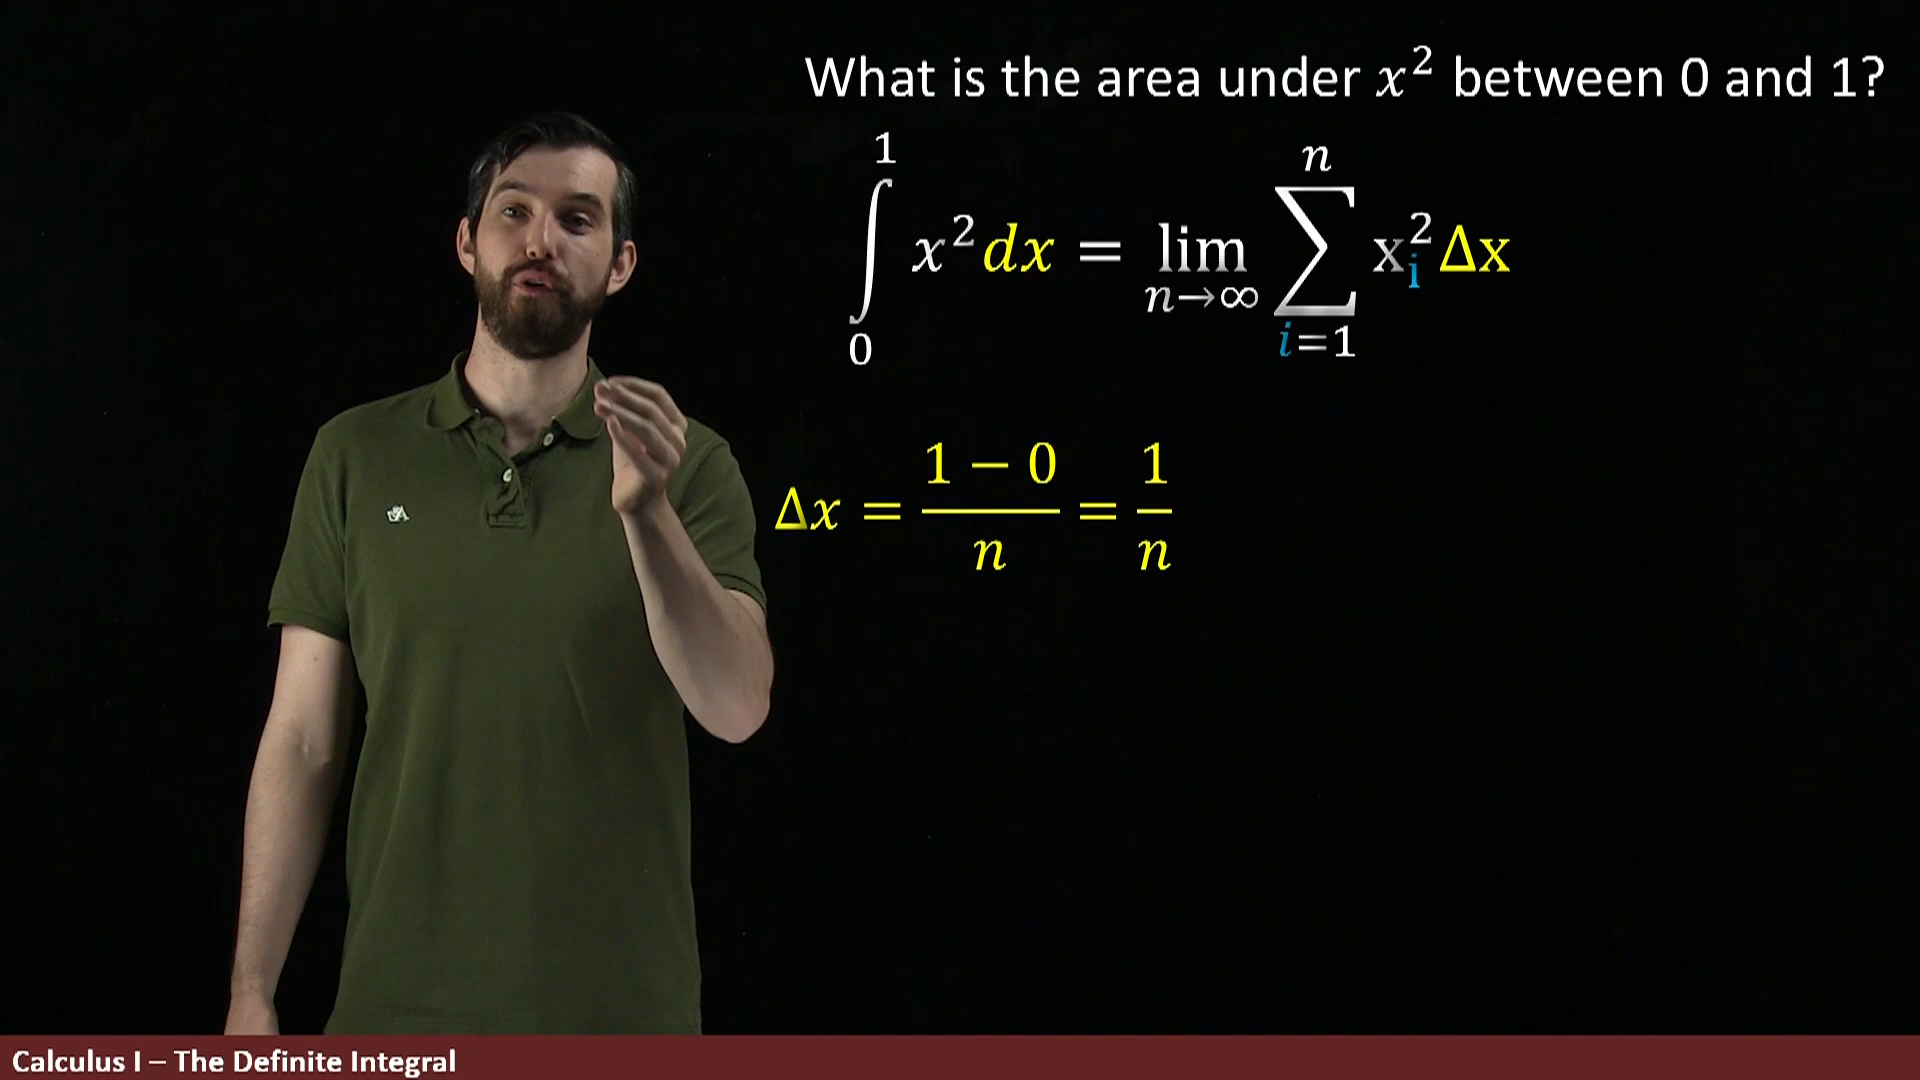 What is the area under x² between 0 and 1?
∫₀¹ x² dx = lim_{n→∞} ∑_{i=1}^{n} x_i² Δx
Δx = (1 − 0)/n = 1/n
Calculus I – The Definite Integral